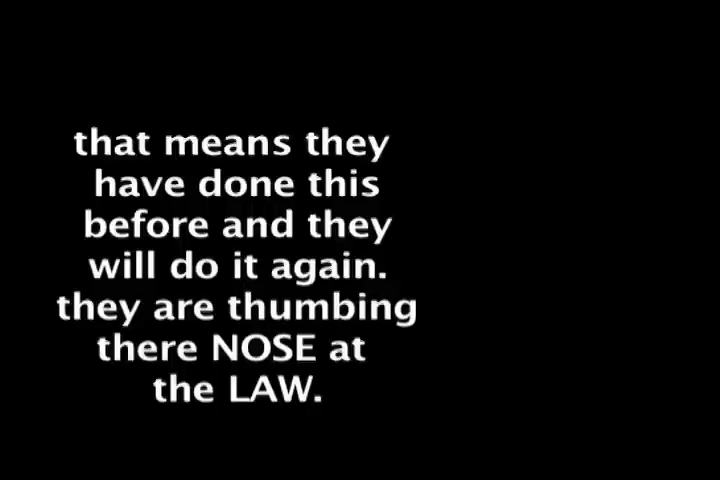 that means they
have done this
before and they
will do it again.
they are thumbing
there NOSE at
the LAW.